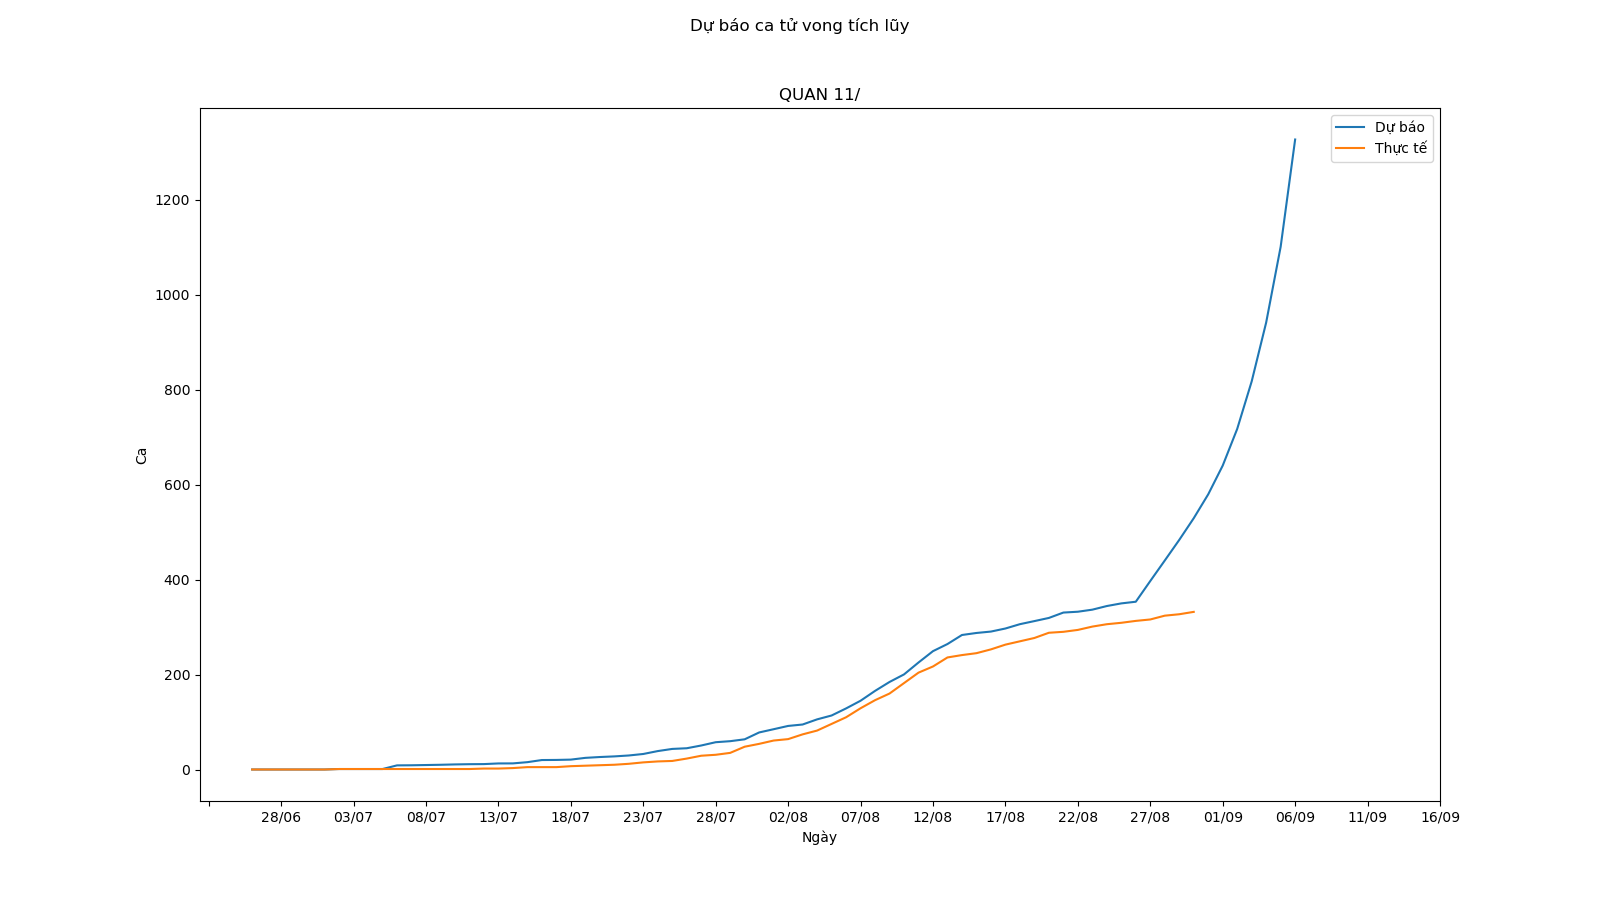 Dự báo ca tử vong tích lũy
QUAN 11/
Dự báo
Thực tế
1200
1000
800
600
400
200
0
Ca
28/06 03/07 08/07 13/07 18/07 23/07 28/07 02/08 07/08 12/08 17/08 22/08 27/08 01/09 06/09 11/09 16/09
Ngày